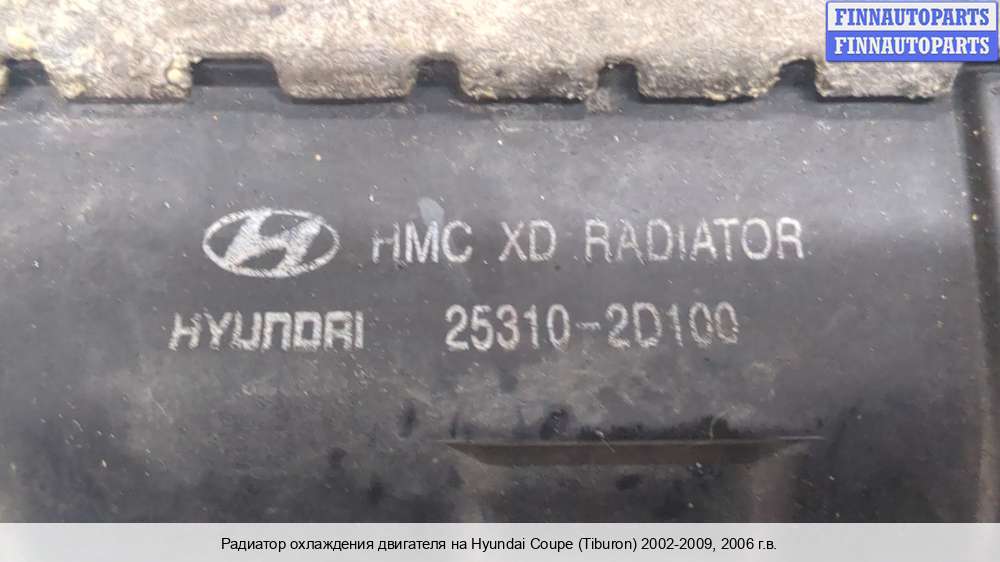 FINNAUTOPARTS
FINNAUTOPARTS
HMC XD RADIATOR
HYUNDAI 25310-2D100
Радиатор охлаждения двигателя на Hyundai Coupe (Tiburon) 2002-2009, 2006 г.в.